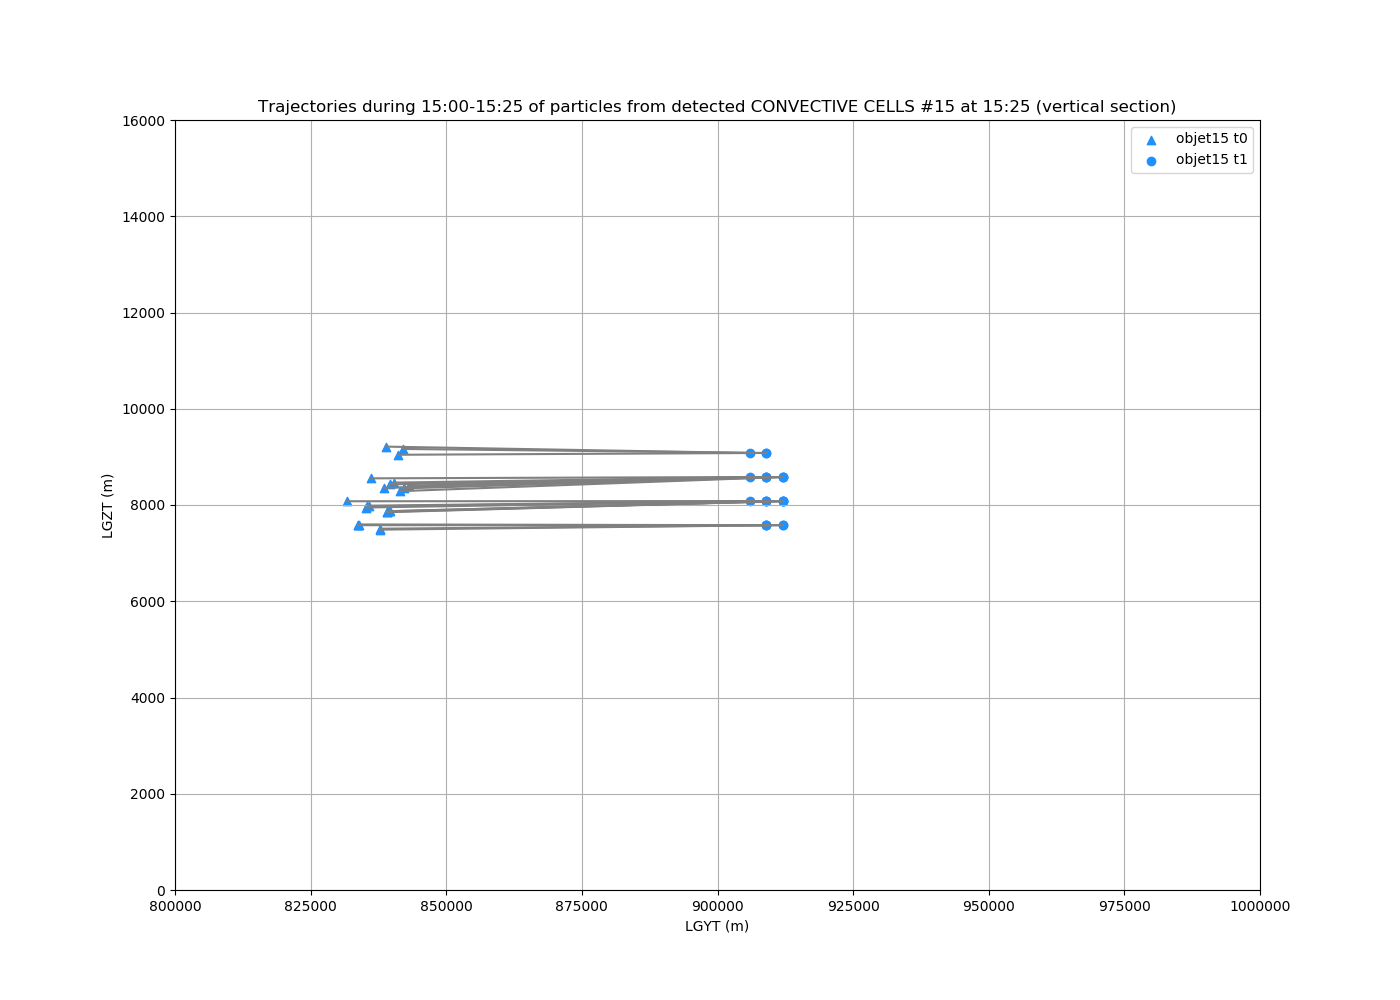 Trajectories during 15:00-15:25 of particles from detected CONVECTIVE CELLS #15 at 15:25 (vertical section)
objet15 t0
objet15 t1
16000
14000
12000
10000
8000
6000
4000
2000
0
LGZT (m)
800000 825000 850000 875000 900000 925000 950000 975000 1000000
LGYT (m)